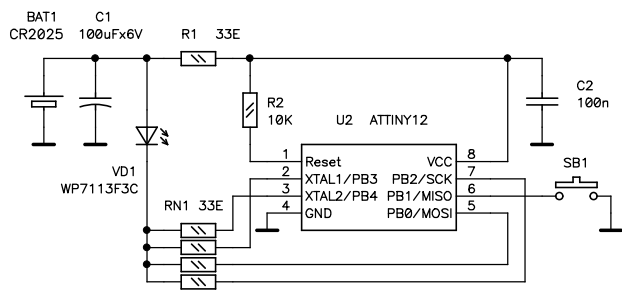 BAT1
CR2025
C1
100uFx6V
R1 33E
R2
10K
U2 ATTINY12
C2
100n
1 Reset VCC 8
2 XTAL1/PB3 PB2/SCK 7
3 XTAL2/PB4 PB1/MISO 6
4 GND PB0/MOSI 5
SB1
VD1
WP7113F3C
RN1 33E